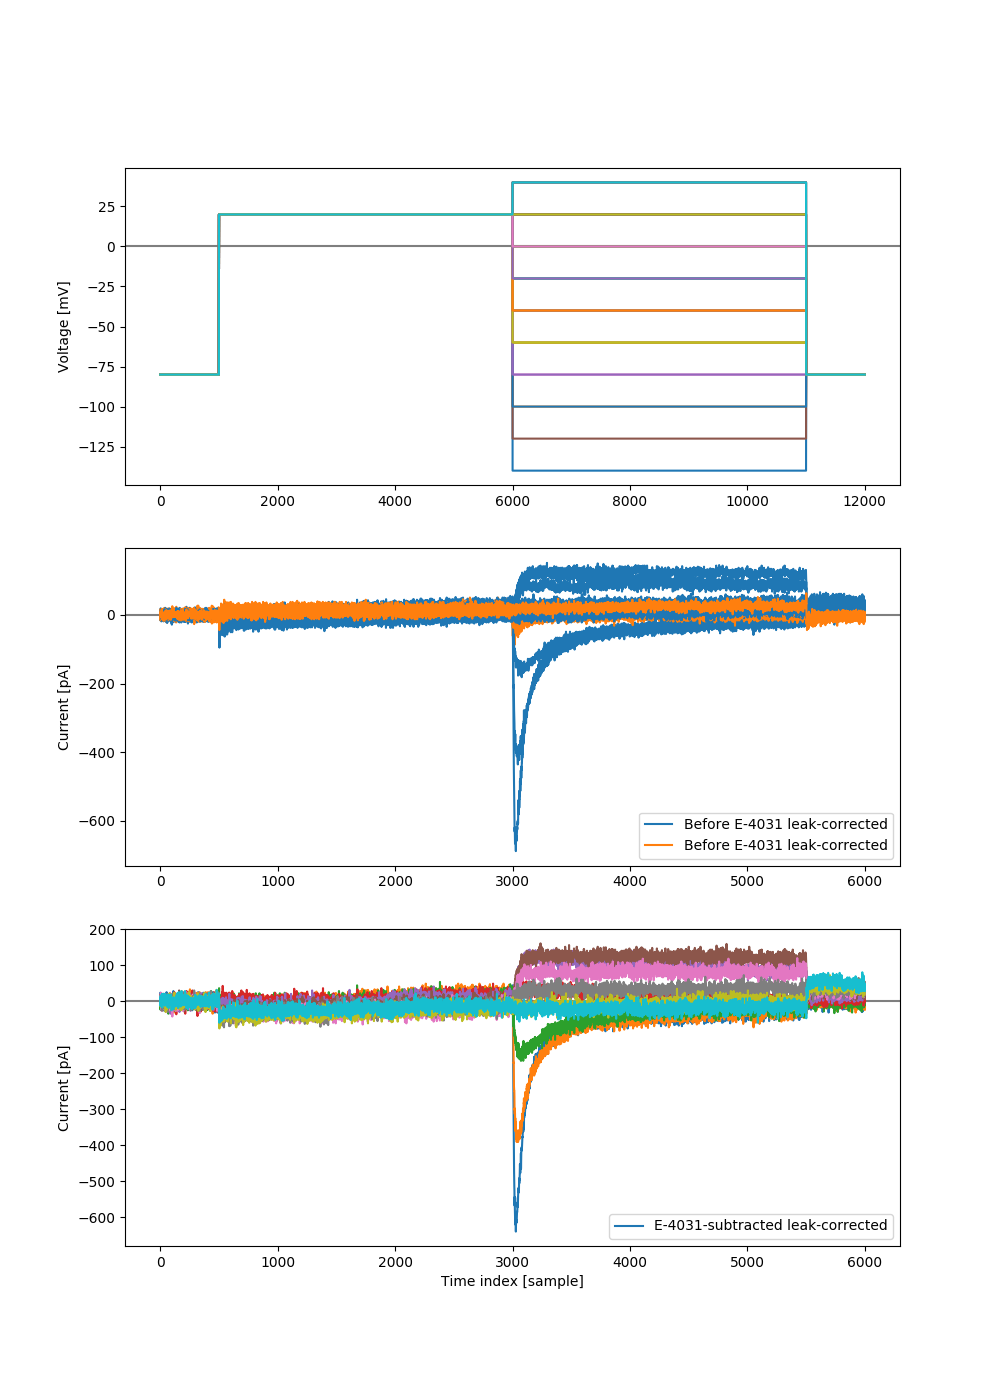 25
0
−25
−50
−75
−100
−125
Voltage [mV]
0 2000 4000 6000 8000 10000 12000
0
−200
−400
−600
Current [pA]
Before E-4031 leak-corrected
Before E-4031 leak-corrected
0 1000 2000 3000 4000 5000 6000
200
100
0
−100
−200
−300
−400
−500
−600
Current [pA]
E-4031-subtracted leak-corrected
0 1000 2000 3000 4000 5000 6000
Time index [sample]